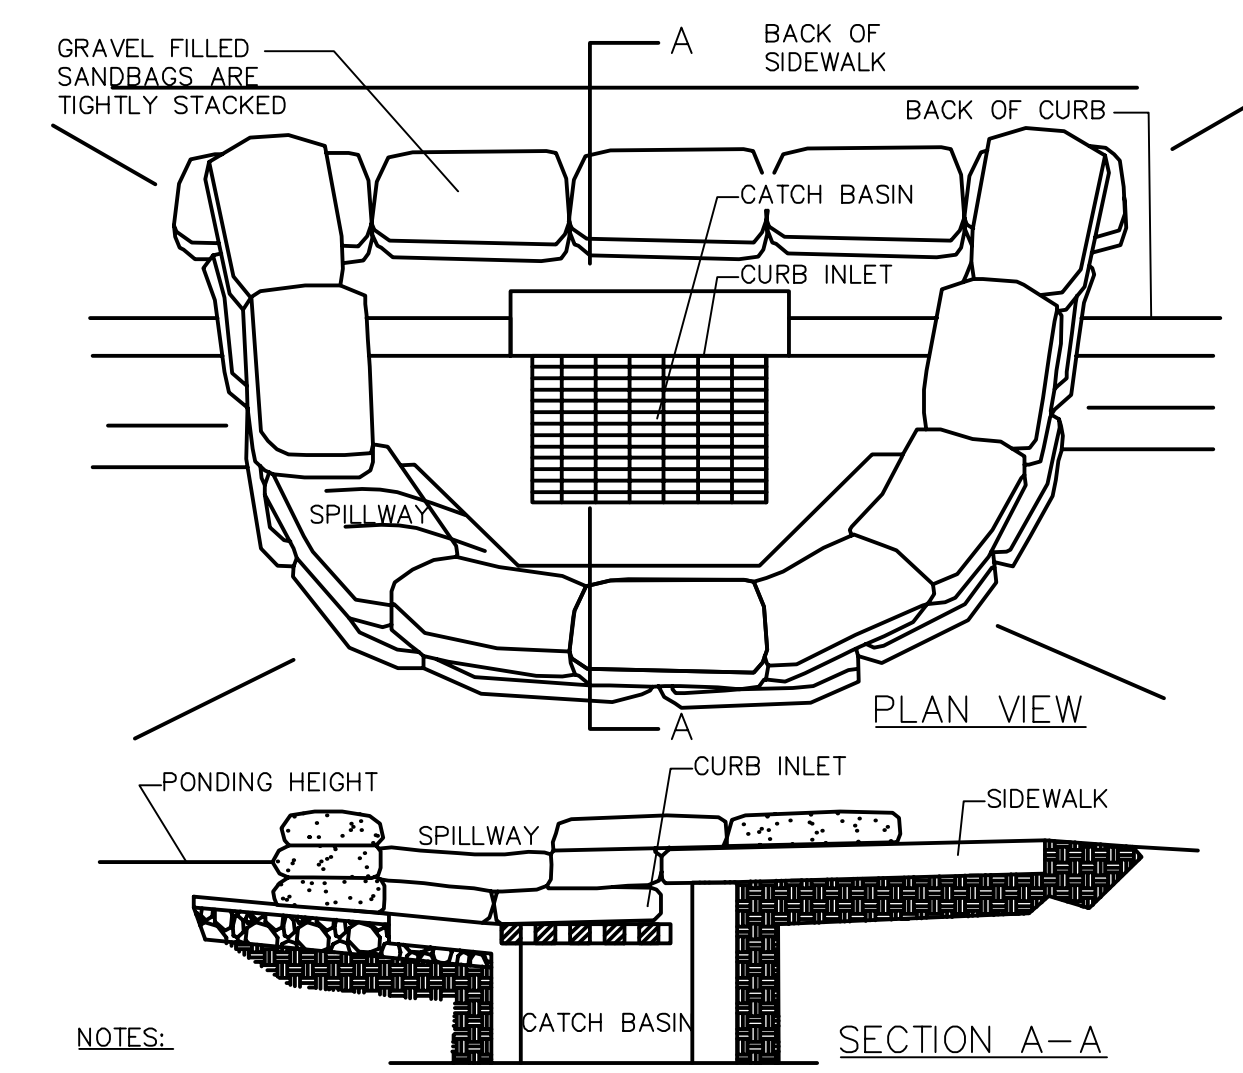 GRAVEL FILLED
SANDBAGS ARE
TIGHTLY STACKED
A
BACK OF
SIDEWALK
BACK OF CURB
CATCH BASIN
CURB INLET
SPILLWAY
A
PLAN VIEW
PONDING HEIGHT
CURB INLET
SIDEWALK
SPILLWAY
CATCH BASIN
NOTES:
SECTION A-A